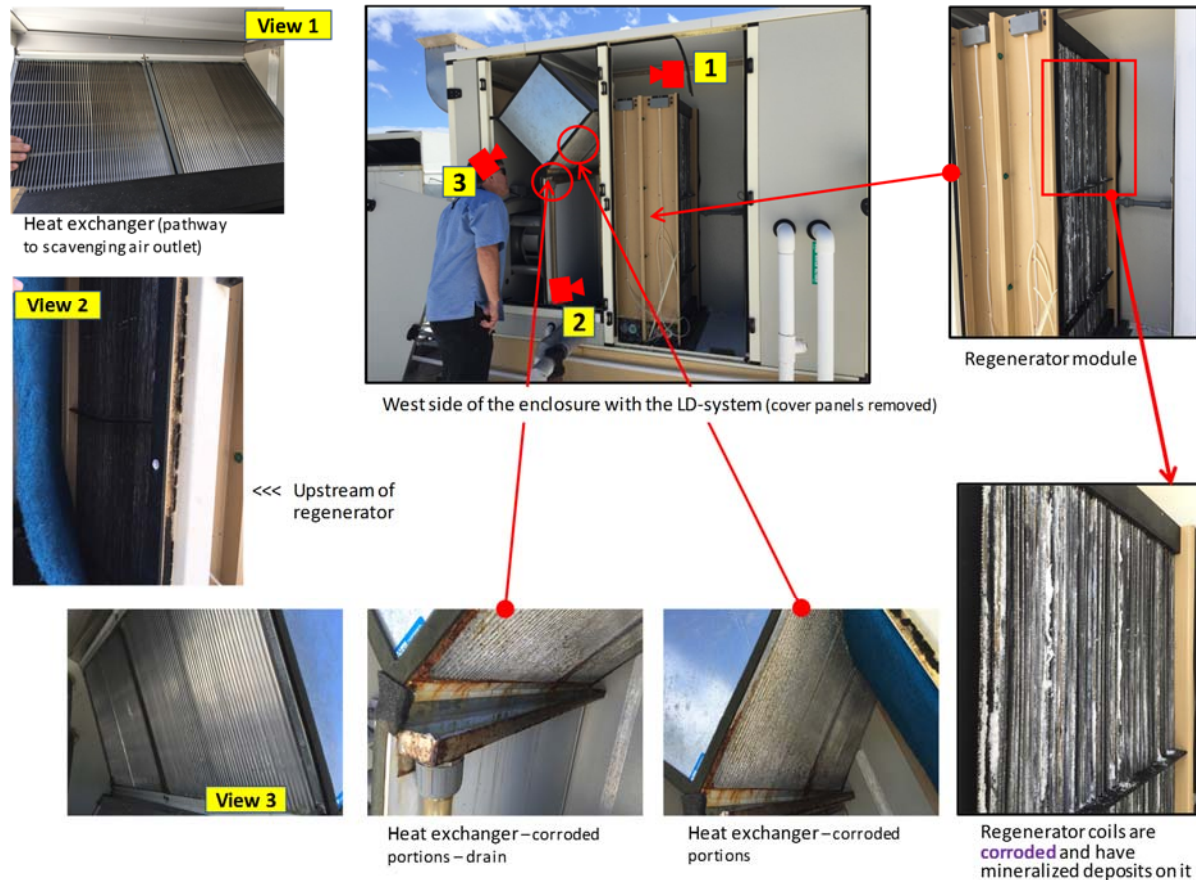 View 1
Heat exchanger (pathway
to scavenging air outlet)
View 2
<<< Upstream of
regenerator
1
3
2
West side of the enclosure with the LD-system (cover panels removed)
Regenerator module
View 3
Heat exchanger – corroded
portions – drain
Heat exchanger – corroded
portions
Regenerator coils are
corroded and have
mineralized deposits on it